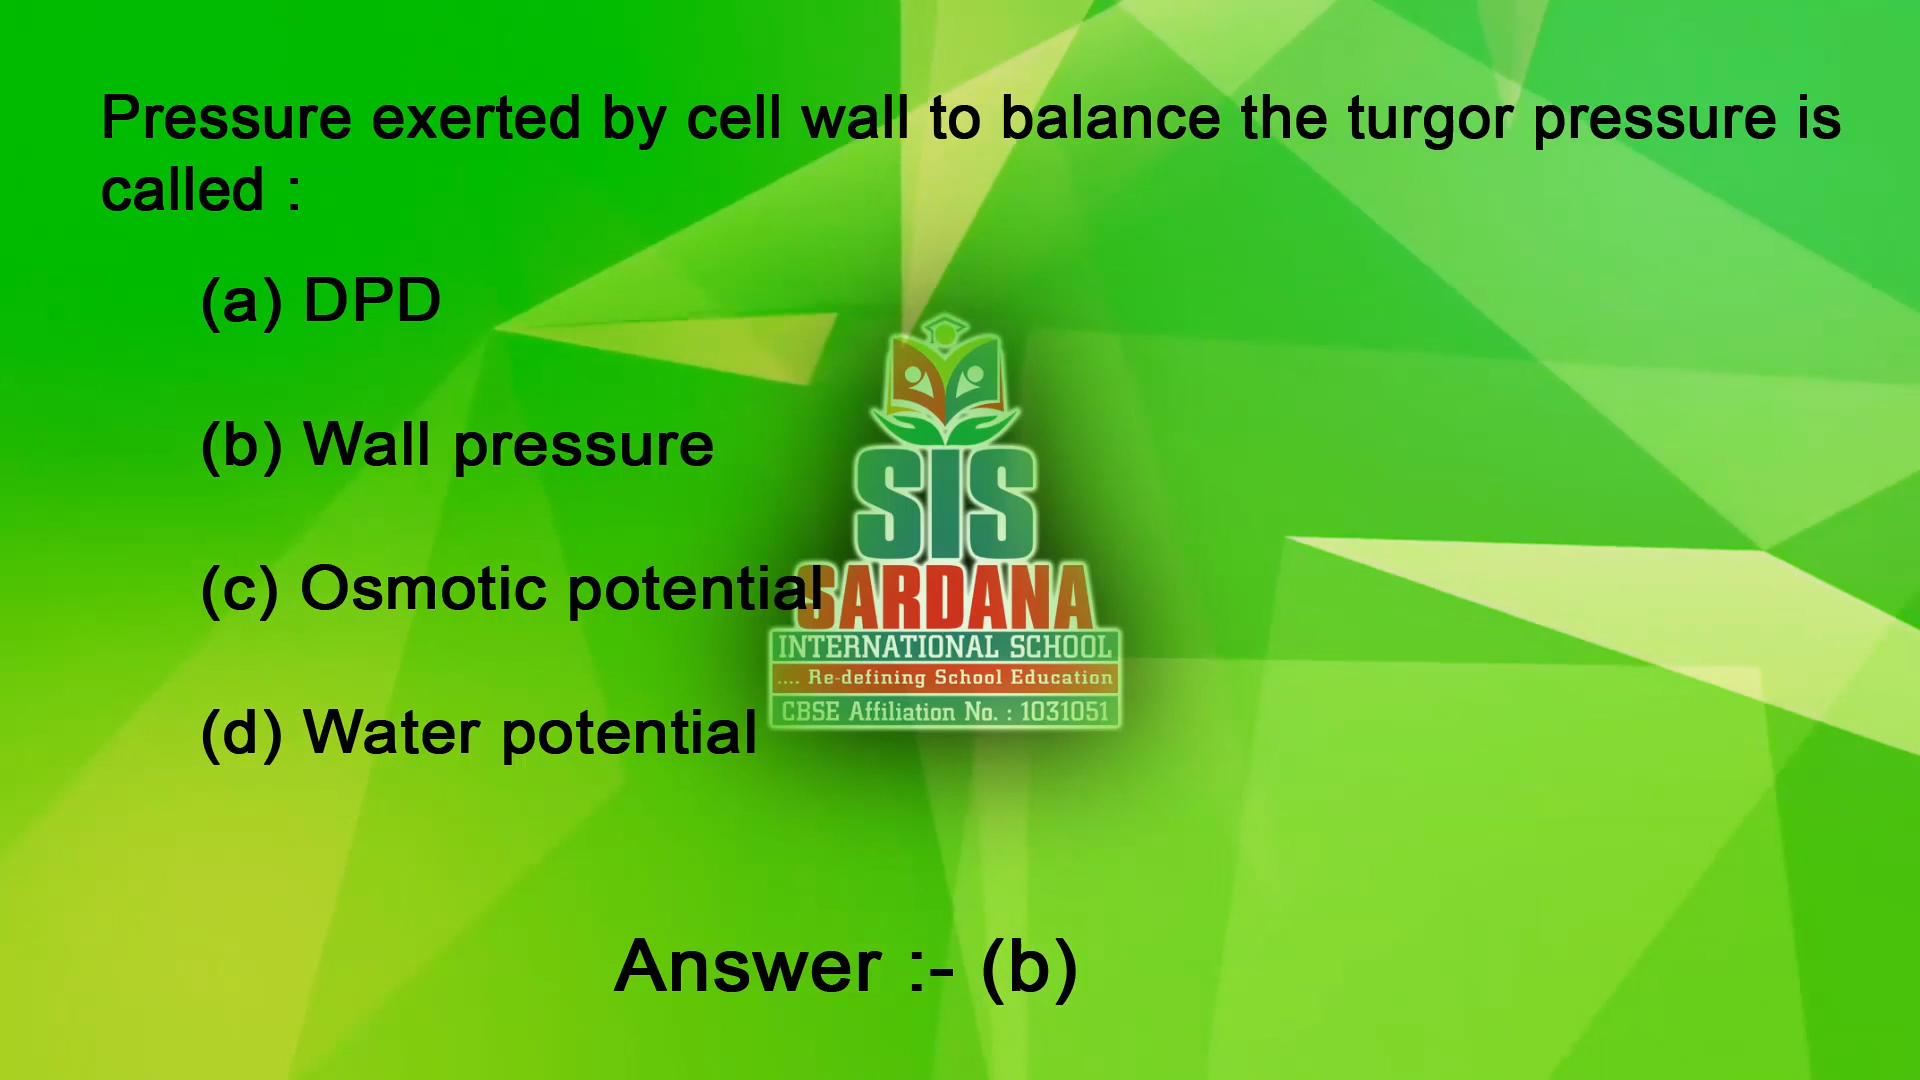 Pressure exerted by cell wall to balance the turgor pressure is
called :
(a) DPD
(b) Wall pressure
(c) Osmotic potential
(d) Water potential
SIS
SARDANA
INTERNATIONAL SCHOOL
.... Re-defining School Education
CBSE Affiliation No. : 1031051
Answer :- (b)